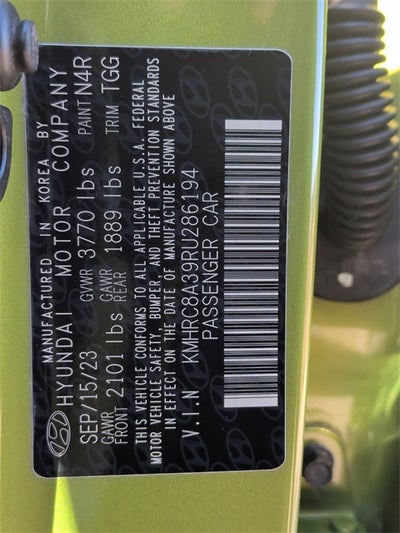 MANUFACTURED IN KOREA BY
HYUNDAI MOTOR COMPANY
SEP/15/23 GVWR 3770 lbs PAINT N4R
GAWR FRONT 2101 lbs GAWR REAR 1889 lbs TRIM TGG
THIS VEHICLE CONFORMS TO ALL APPLICABLE U.S.A. FEDERAL
MOTOR VEHICLE SAFETY, BUMPER, AND THEFT PREVENTION STANDARDS
IN EFFECT ON THE DATE OF MANUFACTURE SHOWN ABOVE
V.I.N KMHRC8A39RU286194
PASSENGER CAR